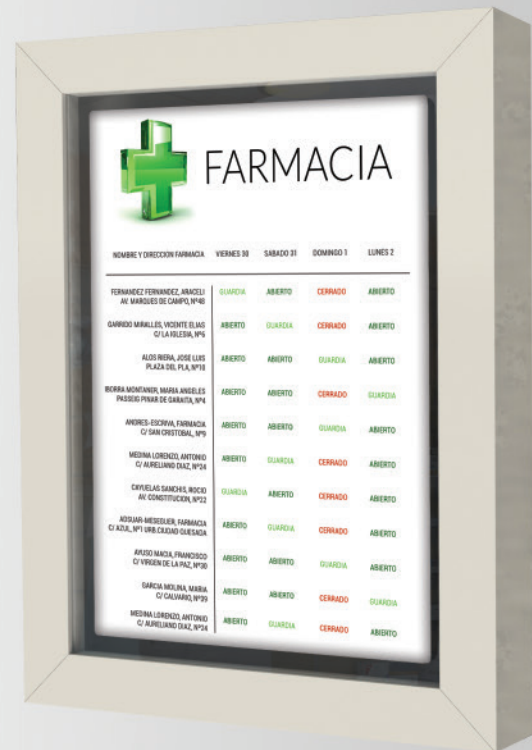 FARMACIA
NOMBRE Y DIRECCION FARMACIA VIERNES 30 SABADO 31 DOMINGO 1 LUNES 2
FERNANDEZ FERNANDEZ, ARACELI
AV. MARQUES DE CAMPO, Nº48 GUARDIA ABIERTO CERRADO ABIERTO
GARRIDO MIRALLES, VICENTE ELIAS
C/ LA IGLESIA, Nº6 ABIERTO GUARDIA CERRADO ABIERTO
ALOS RIERA, JOSE LUIS
PLAZA DEL PLA, Nº10 ABIERTO ABIERTO GUARDIA ABIERTO
IBORRA MONTANER, MARIA ANGELES
PASSEIG PINAR DE GARAITA, Nº4 ABIERTO ABIERTO CERRADO GUARDIA
ANDRES-ESCRIVA, FARMACIA
C/ SAN CRISTOBAL, Nº9 ABIERTO ABIERTO GUARDIA ABIERTO
MEDINA LORENZO, ANTONIO
C/ AURELIANO DIAZ, Nº24 ABIERTO GUARDIA CERRADO ABIERTO
CAYUELAS SANCHIS, ROCIO
AV. CONSTITUCION, Nº22 GUARDIA ABIERTO CERRADO ABIERTO
AGSUAR-MESEGUER, FARMACIA
C/ AZUL, Nº1 URB.CIUDAD QUESADA ABIERTO GUARDIA CERRADO ABIERTO
AYUSO MACIA, FRANCISCO
C/ VIRGEN DE LA PAZ, Nº30 ABIERTO ABIERTO GUARDIA ABIERTO
GARCIA MOLINA, MARIA
C/ CALVARIO, Nº39 ABIERTO ABIERTO CERRADO GUARDIA
MEDINA LORENZO, ANTONIO
C/ AURELIANO DIAZ, Nº34 ABIERTO GUARDIA CERRADO ABIERTO